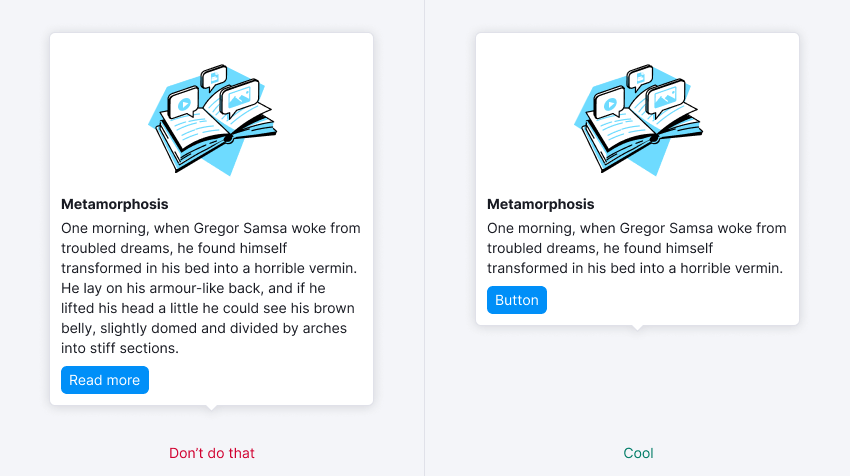 Metamorphosis
One morning, when Gregor Samsa woke from
troubled dreams, he found himself
transformed in his bed into a horrible vermin.
He lay on his armour-like back, and if he
lifted his head a little he could see his brown
belly, slightly domed and divided by arches
into stiff sections.
Read more
Don’t do that
Metamorphosis
One morning, when Gregor Samsa woke from
troubled dreams, he found himself
transformed in his bed into a horrible vermin.
Button
Cool